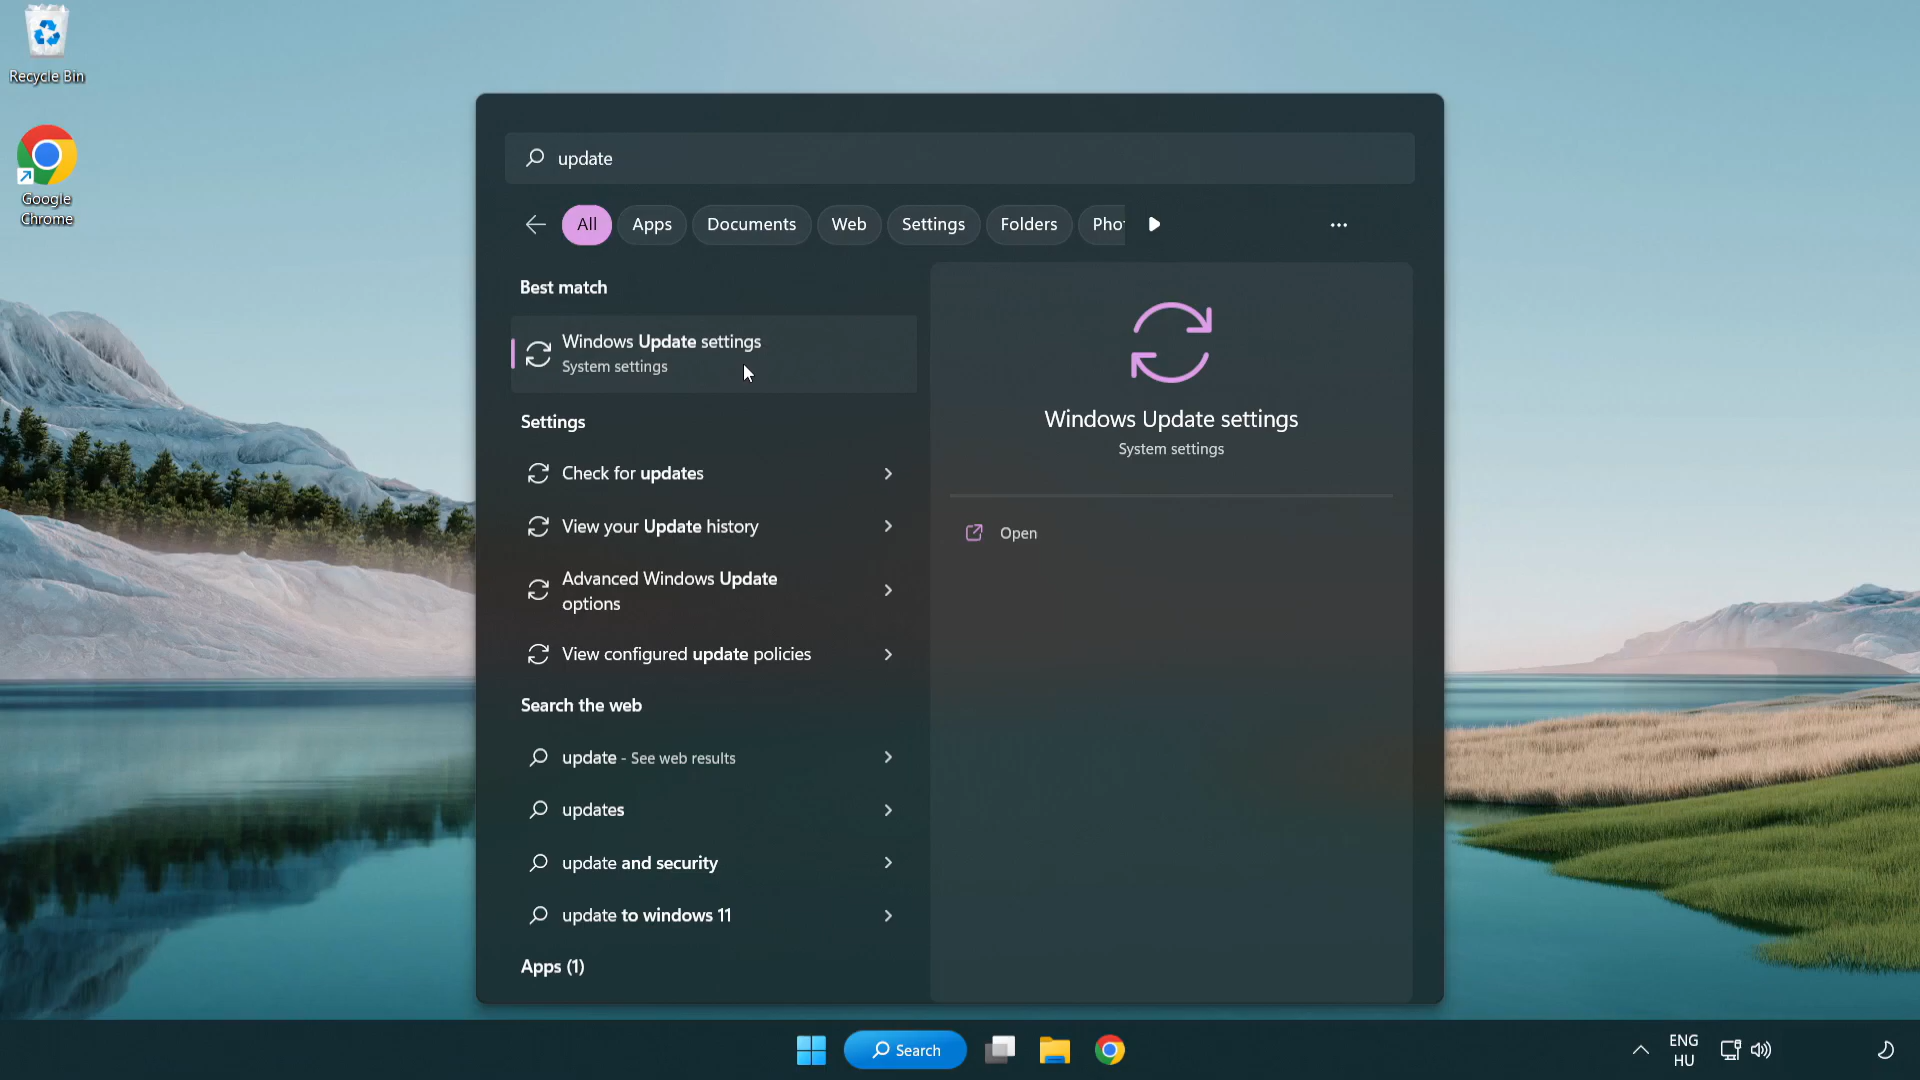 Recycle Bin
Google
Chrome
update
All
Apps
Documents
Web
Settings
Folders
Best match
Windows Update settings
System settings
Settings
Check for updates
View your Update history
Advanced Windows Update
options
View configured update policies
Search the web
update - See web results
updates
update and security
update to windows 11
Apps (1)
Windows Update settings
System settings
Open
Search
ENG
HU